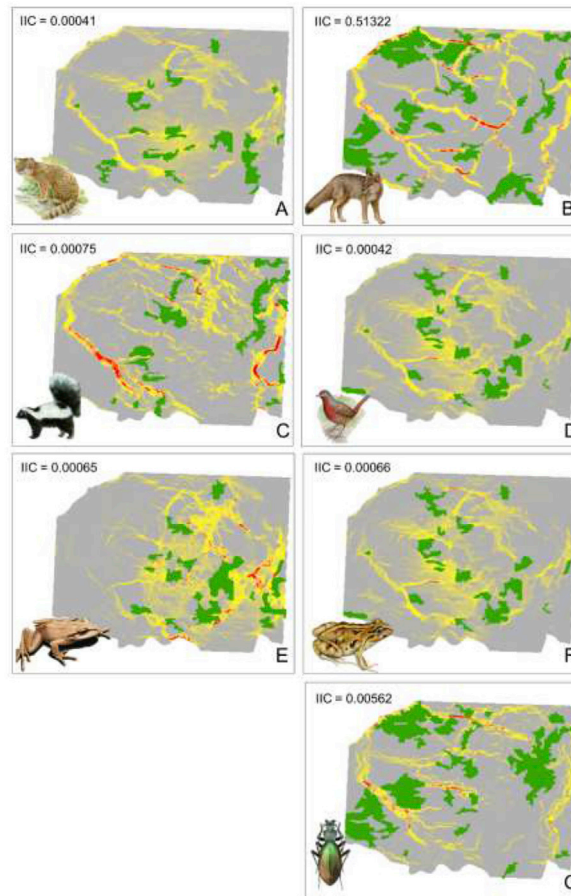 IIC = 0.00041
A
IIC = 0.51322
B
IIC = 0.00075
C
IIC = 0.00042
D
IIC = 0.00065
E
IIC = 0.00066
F
IIC = 0.00562
G